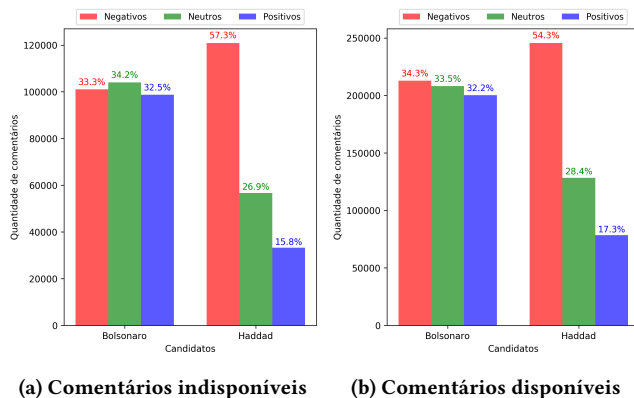 Negativos Neutros Positivos
57.3%
120000
34.2%
33.3%
32.5%
100000
80000
60000
26.9%
40000
15.8%
20000
0
Quantidade de comentários
Bolsonaro Haddad
Candidatos
(a) Comentários indisponíveis
Negativos Neutros Positivos
54.3%
250000
34.3%
33.5%
32.2%
200000
150000
28.4%
100000
17.3%
50000
0
Quantidade de comentários
Bolsonaro Haddad
Candidatos
(b) Comentários disponíveis